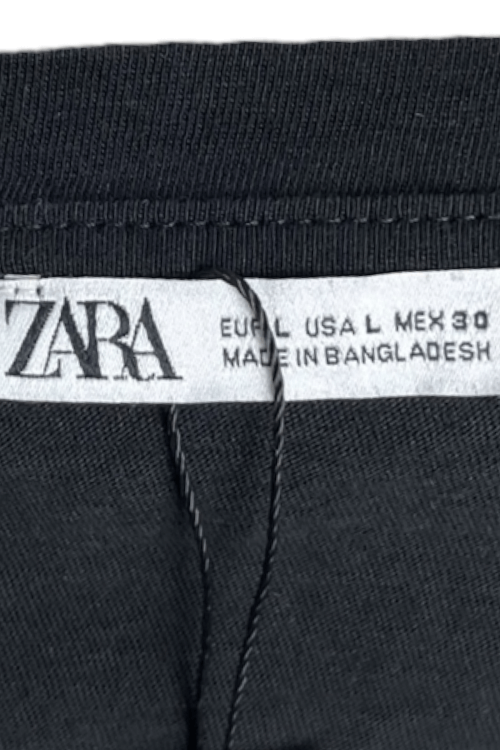 ZARA
EUR L USA L MEX 30
MADE IN BANGLADESH